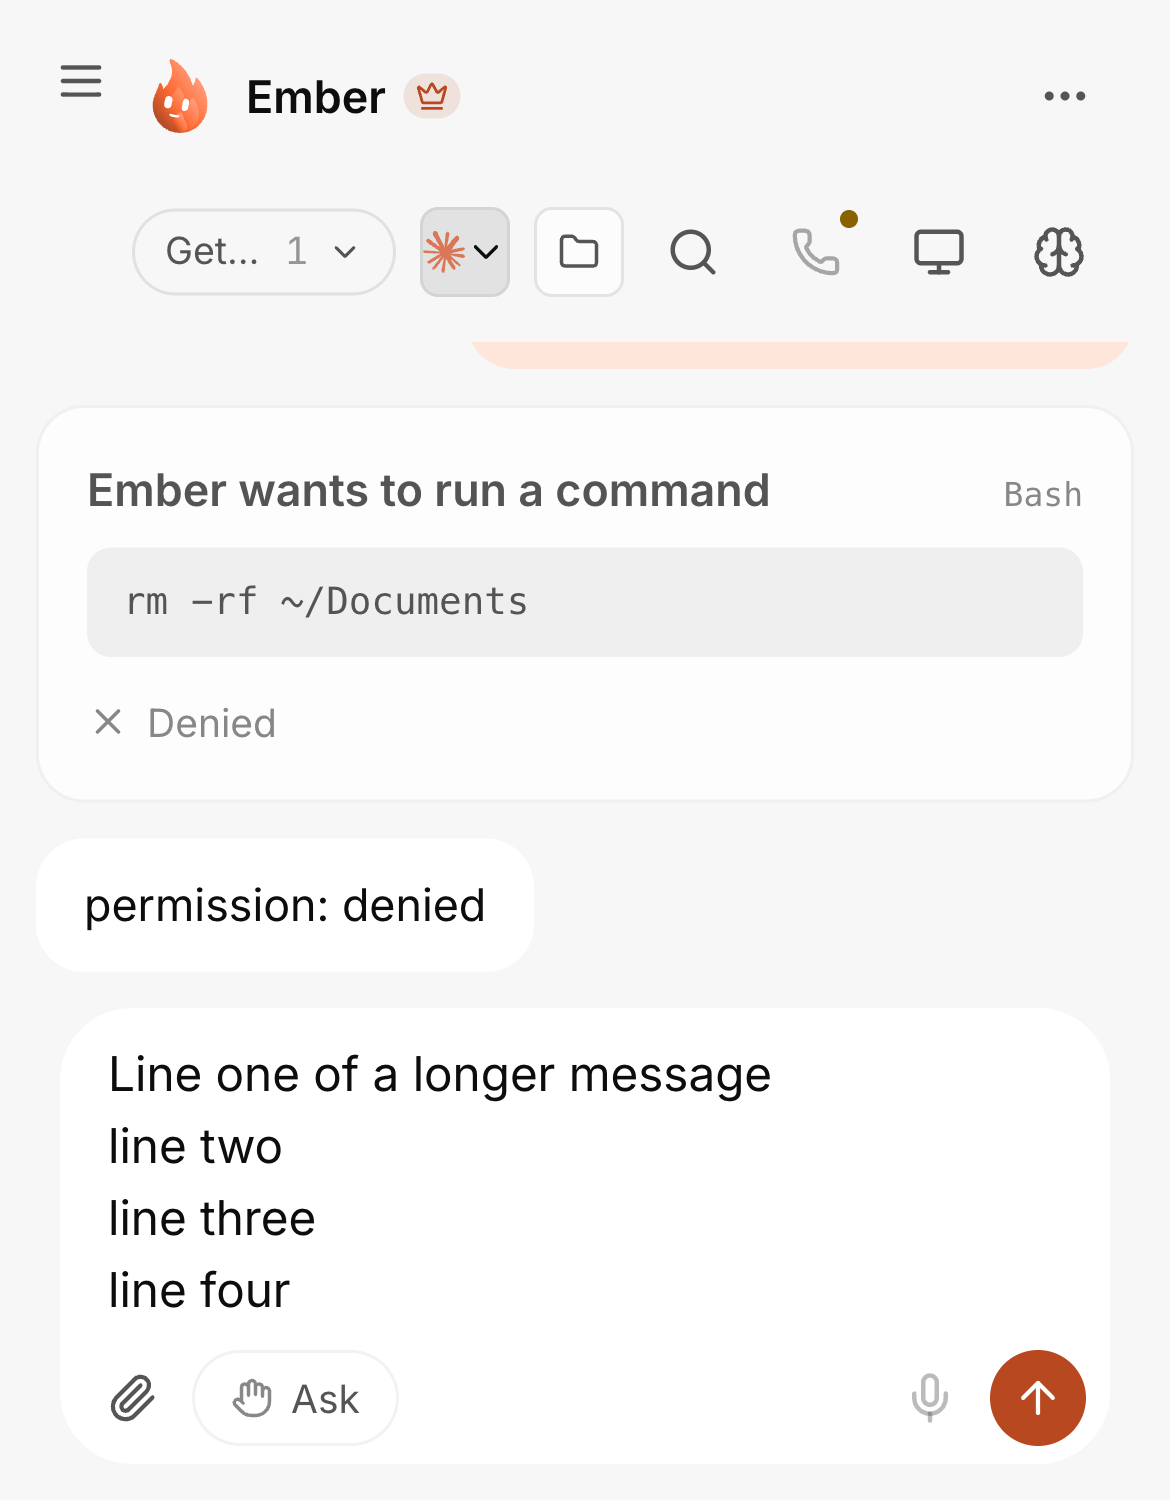 Ember
Get... 1
Ember wants to run a command
Bash
rm -rf ~/Documents
Denied
permission: denied
Line one of a longer message
line two
line three
line four
Ask